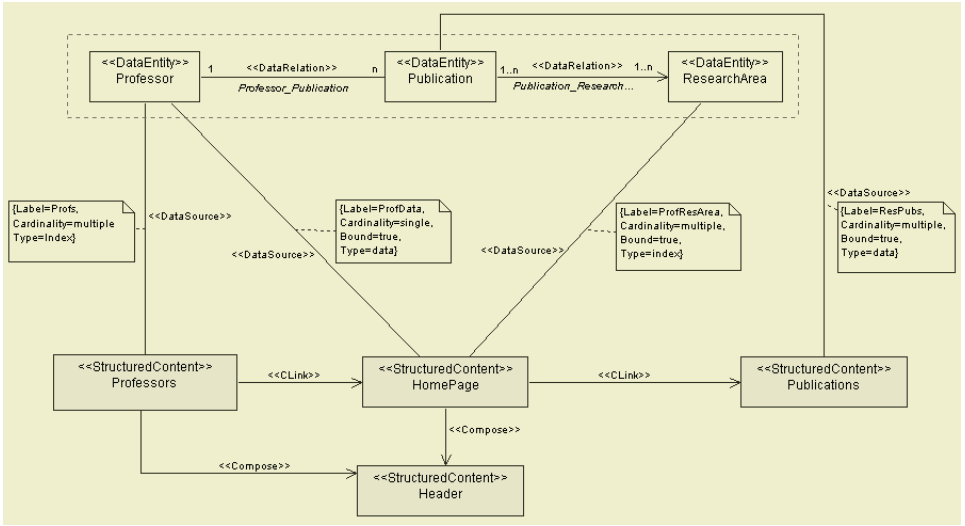 <<DataEntity>>
Professor
1
<<DataRelation>>
n
Professor_Publication
<<DataEntity>>
Publication
1..n
<<DataRelation>>
1..n
Publication_Research...
<<DataEntity>>
ResearchArea
{Label=Profs,
Cardinality=multiple
Type=Index}
<<DataSource>>
{Label=ProfData,
Cardinality=single,
Bound=true,
Type=data}
<<DataSource>>
{Label=ProfResArea,
Cardinality=multiple,
Bound=true,
Type=index}
<<DataSource>>
<<DataSource>>
{Label=ResPubs,
Cardinality=multiple,
Bound=true,
Type=data}
<<StructuredContent>>
Professors
<<CLink>>
<<StructuredContent>>
HomePage
<<CLink>>
<<StructuredContent>>
Publications
<<Compose>>
<<Compose>>
<<StructuredContent>>
Header